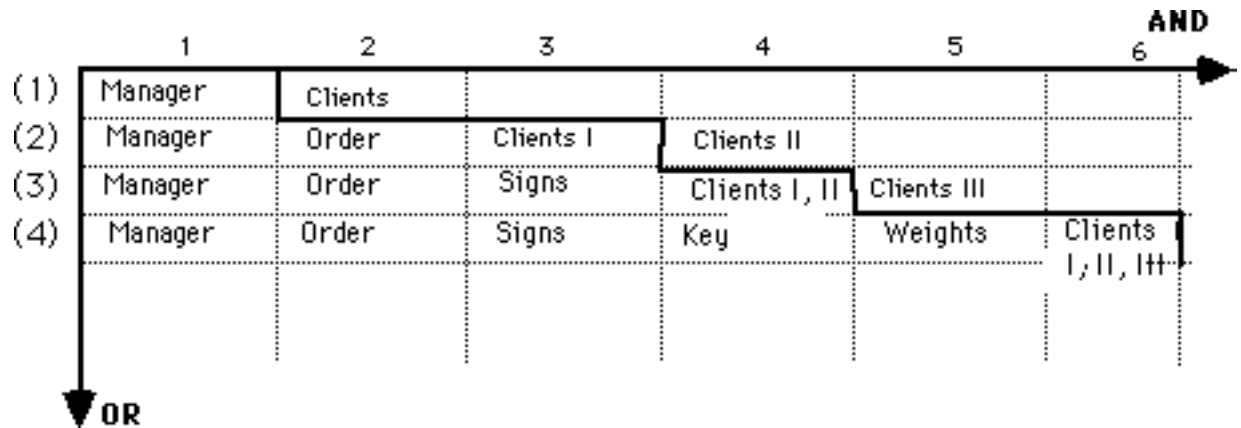 AND
1 2 3 4 5 6
(1) Manager Clients
(2) Manager Order Clients I Clients II
(3) Manager Order Signs Clients I, II Clients III
(4) Manager Order Signs Key Weights Clients
I, II, III
OR